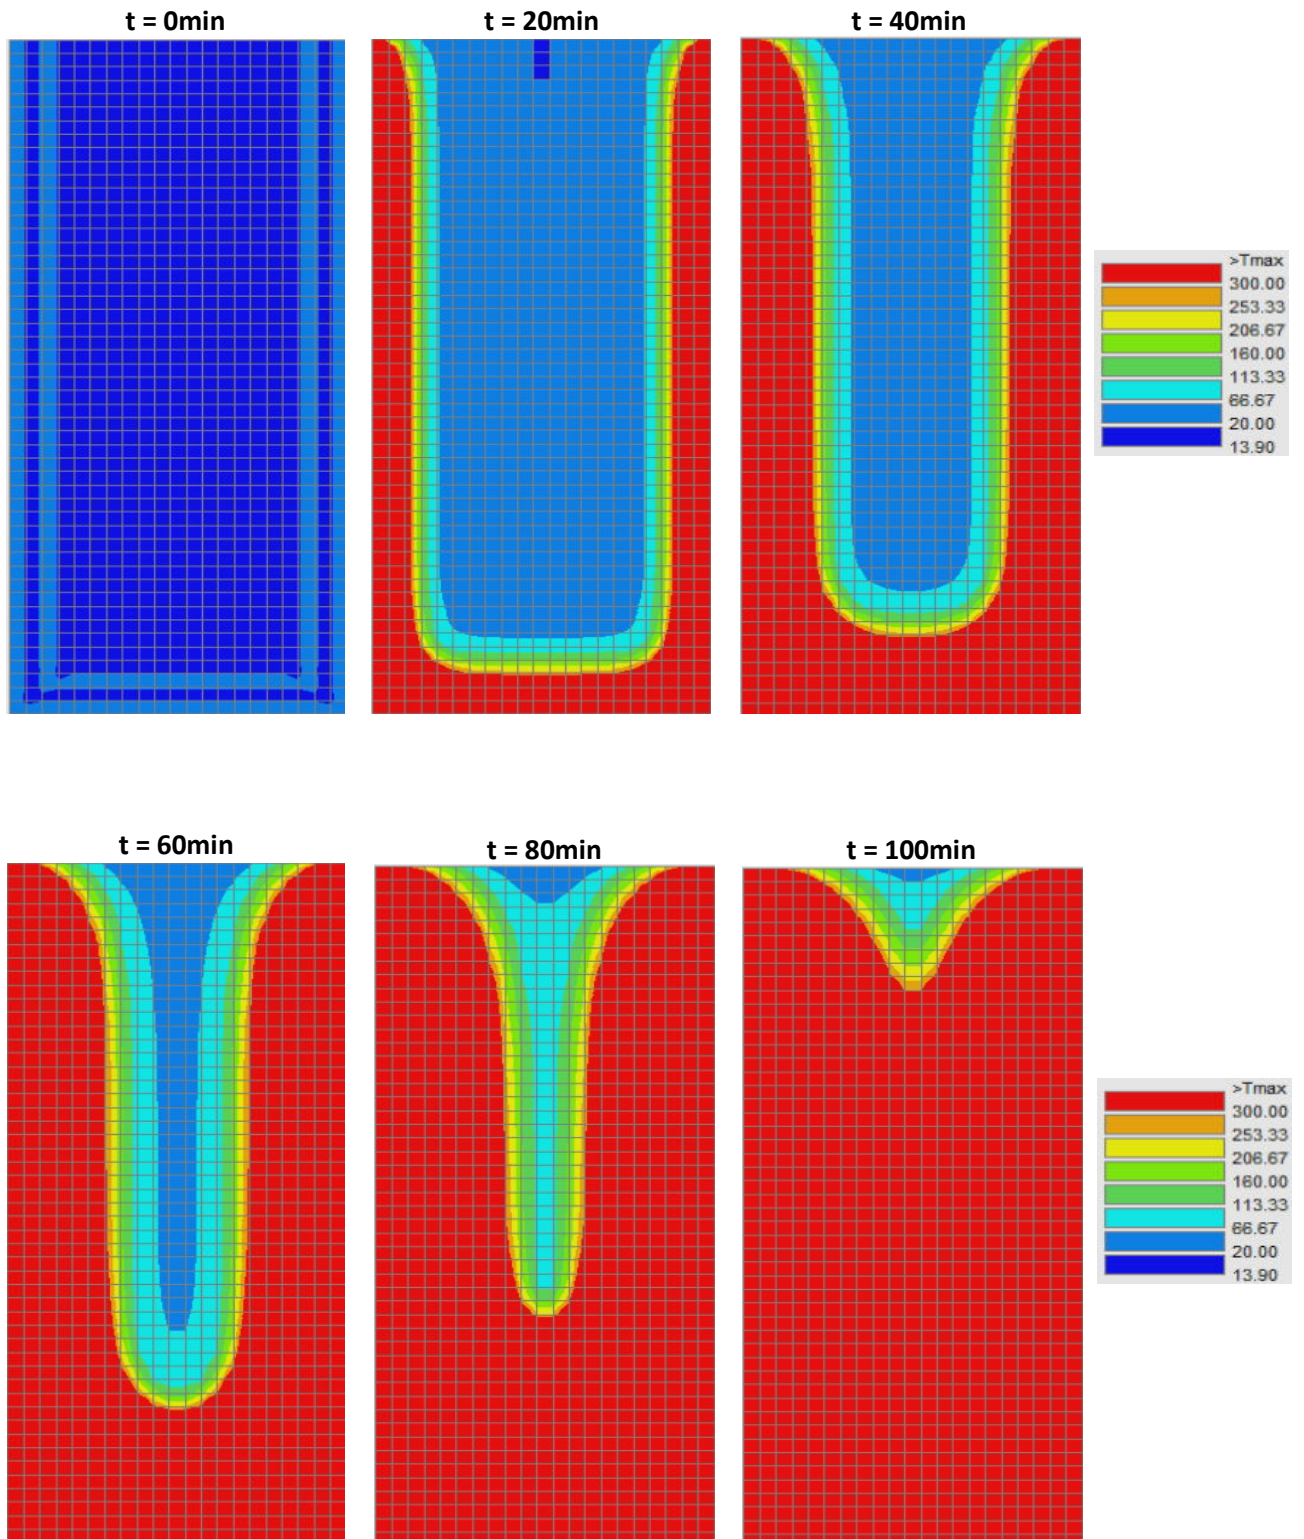 t = 0min
t = 20min
t = 40min
>Tmax
300.00
253.33
206.67
160.00
113.33
66.67
20.00
13.90
t = 60min
t = 80min
t = 100min
>Tmax
300.00
253.33
206.67
160.00
113.33
66.67
20.00
13.90